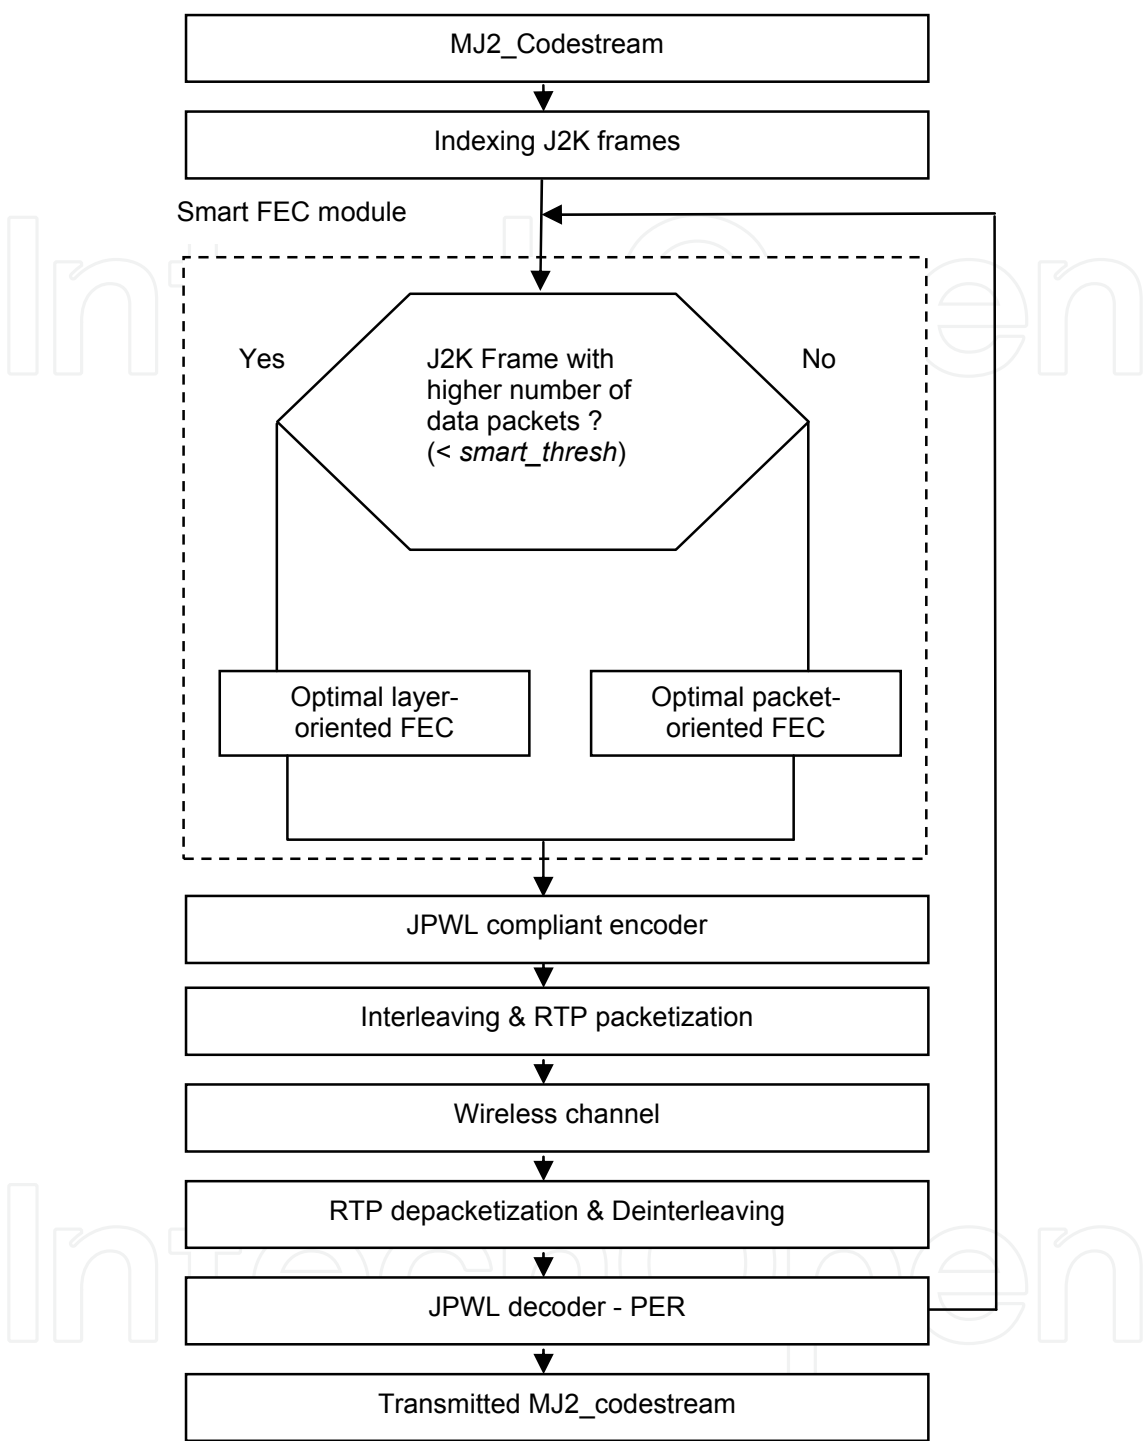 MJ2_Codestream
Indexing J2K frames
Smart FEC module
Yes
J2K Frame with
higher number of
data packets ?
(< smart_thresh)
No
Optimal layer-
oriented FEC
Optimal packet-
oriented FEC
JPWL compliant encoder
Interleaving & RTP packetization
Wireless channel
RTP depacketization & Deinterleaving
JPWL decoder - PER
Transmitted MJ2_codestream
IntechOpen
IntechOpen